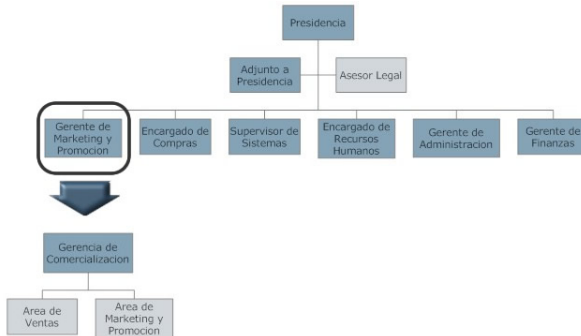 Presidencia
Adjunto a
Presidencia
Asesor Legal
Gerente de
Marketing y
Promocion
Encargado de
Compras
Supervisor de
Sistemas
Encargado de
Recursos
Humanos
Gerente de
Administracion
Gerente de
Finanzas
Gerencia de
Comercializacion
Area de
Ventas
Area de
Marketing y
Promocion